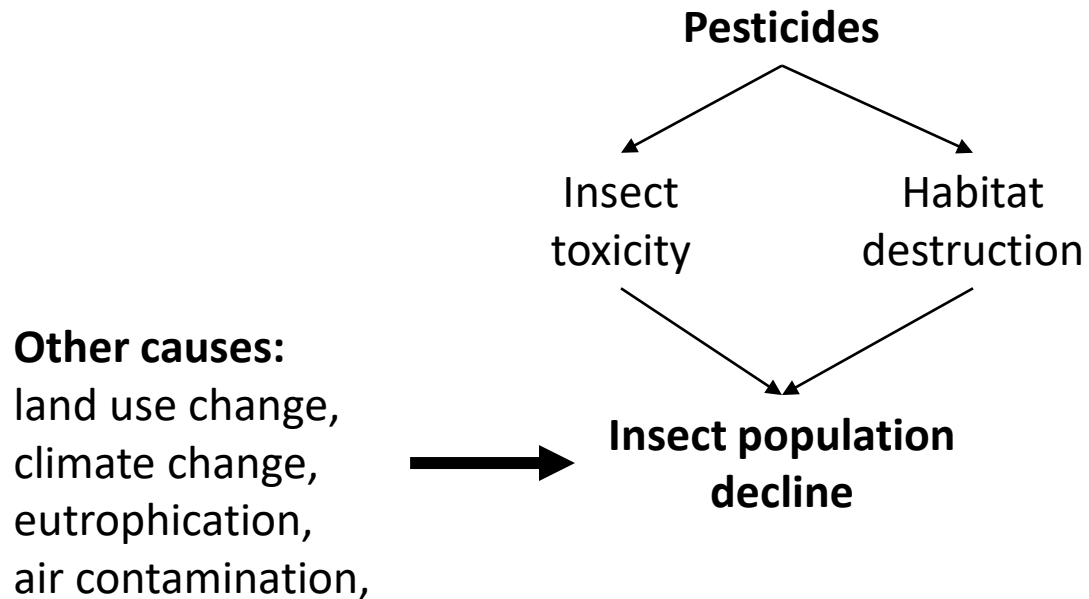 Pesticides
Insect
toxicity
Habitat
destruction
Other causes:
land use change,
climate change,
eutrophication,
air contamination,
Insect population
decline